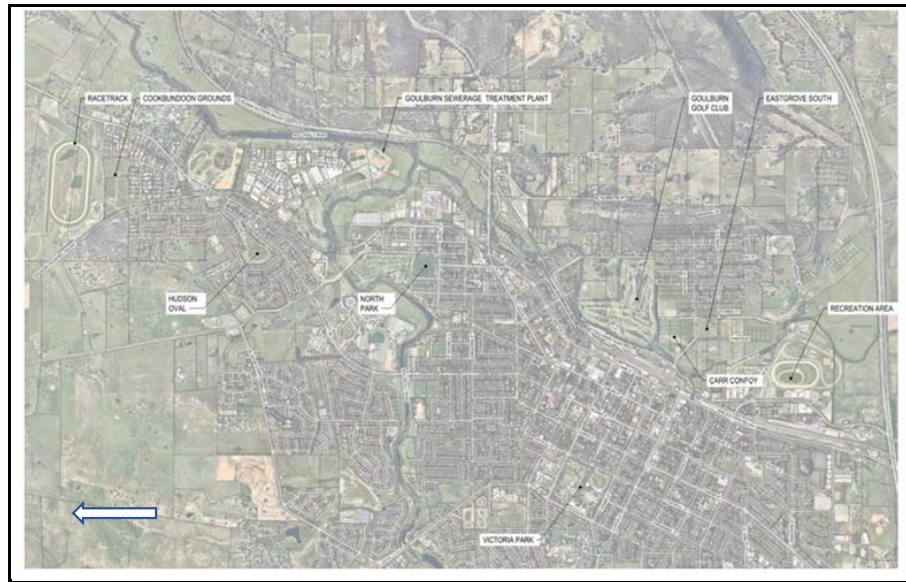 RACETRACK
COOKBUNDOON GROUNDS
GOULBURN SEWERAGE TREATMENT PLANT
GOULBURN
GOLF CLUB
EASTGROVE SOUTH
HUDSON
OVAL
NORTH
PARK
RECREATION AREA
CARR CONFOY
VICTORIA PARK